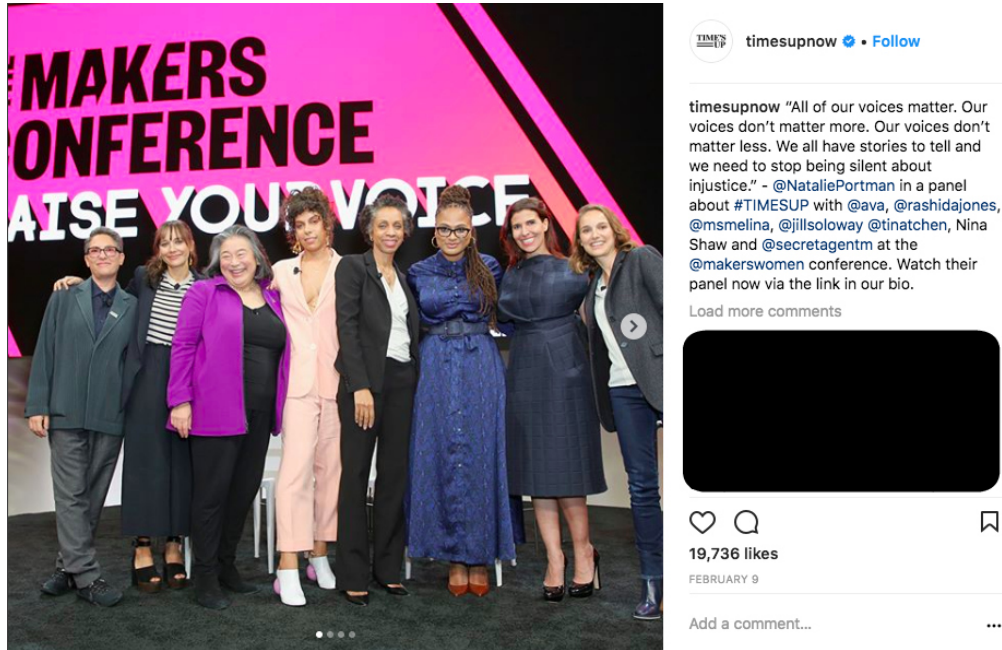 THE
MAKERS
CONFERENCE
RAISE YOUR VOICE
TIME'S
UP
timesupnow • Follow
timesupnow “All of our voices matter. Our
voices don’t matter more. Our voices don’t
matter less. We all have stories to tell and
we need to stop being silent about
injustice.” - @NataliePortman in a panel
about #TIMESUP with @ava, @rashidajones,
@msmelina, @jillsoloway @tinatchen, Nina
Shaw and @secretagentm at the
@makerswomen conference. Watch their
panel now via the link in our bio.
Load more comments
19,736 likes
FEBRUARY 9
Add a comment...